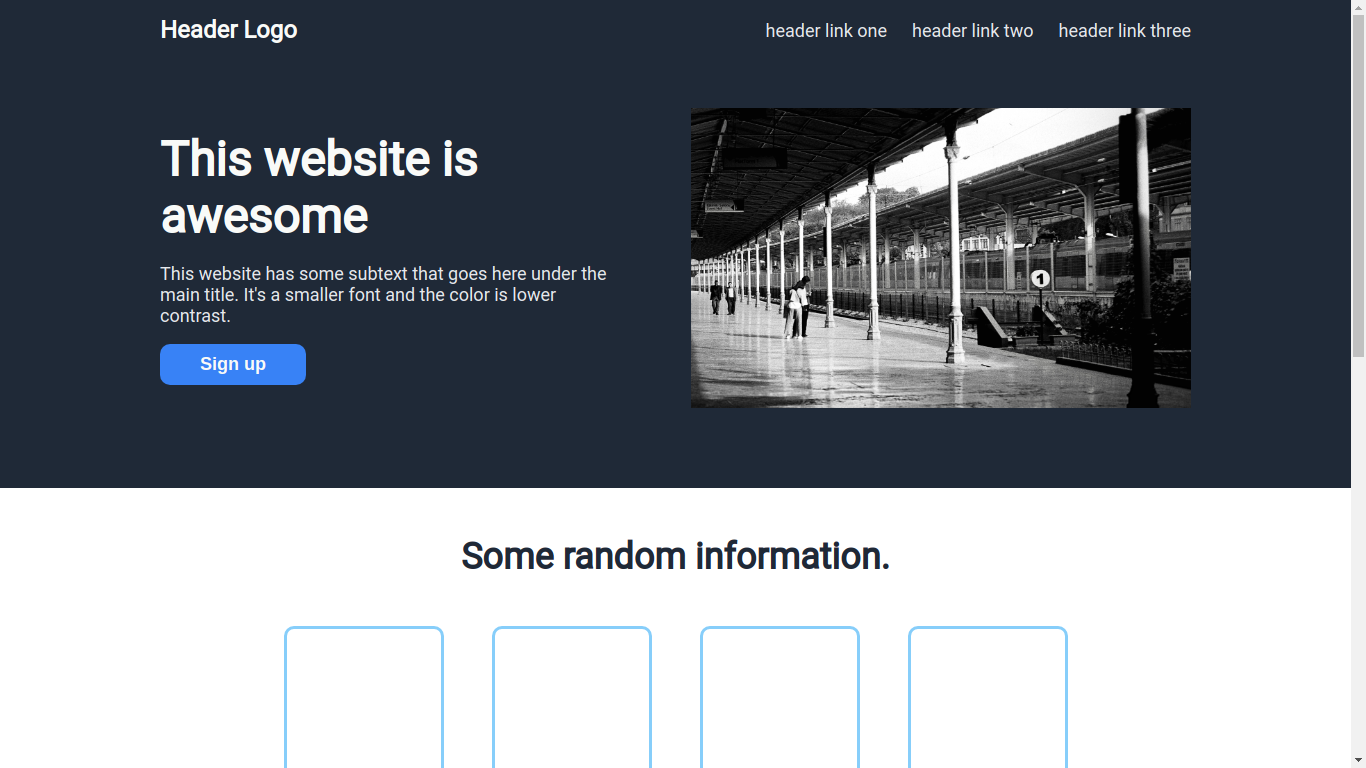 Header Logo
header link one
header link two
header link three
This website is
awesome
This website has some subtext that goes here under the
main title. It's a smaller font and the color is lower
contrast.
Sign up
1
Some random information.